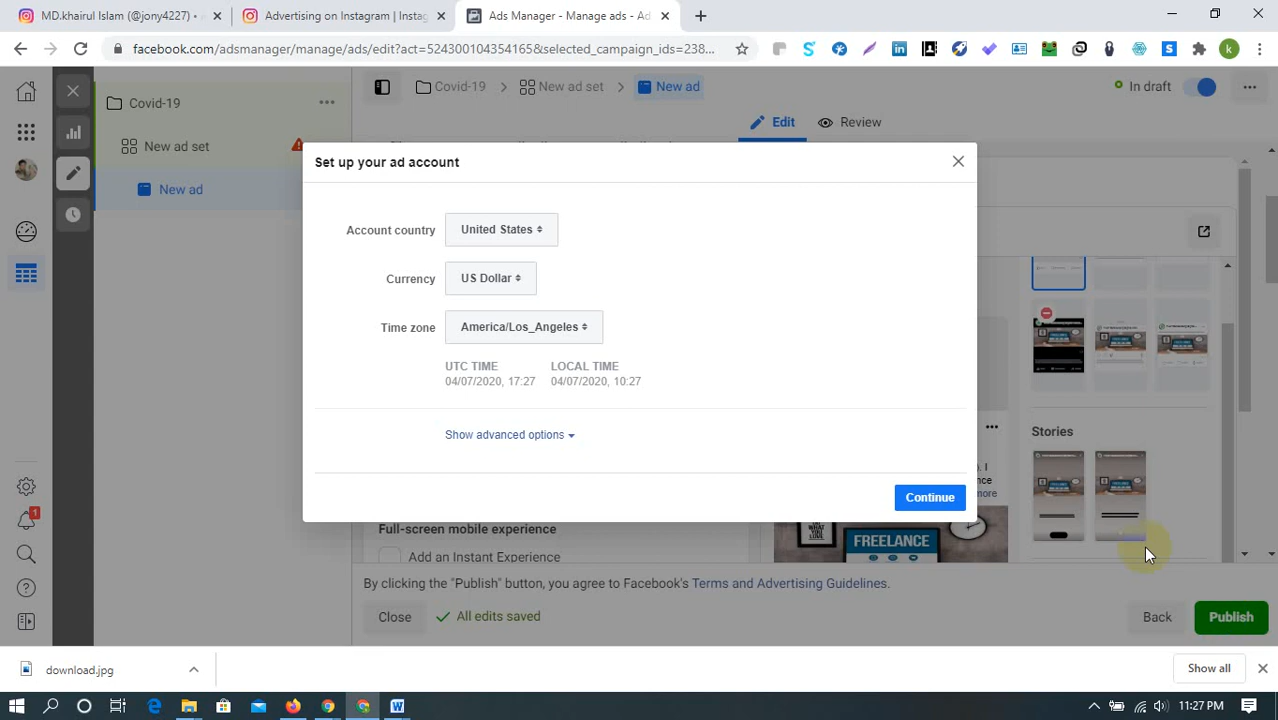 MD.khairul Islam (@jony4227) •
Advertising on Instagram | Instag
Ads Manager - Manage ads - Ad
facebook.com/adsmanager/manage/ads/edit?act=524300104354165&selected_campaign_ids=238...
k
Covid-19
New ad set
New ad
Covid-19
New ad set
New ad
In draft
Edit
Review
Set up your ad account
Account country
United States
Currency
US Dollar
Time zone
America/Los_Angeles
UTC TIME
LOCAL TIME
04/07/2020, 17:27
04/07/2020, 10:27
Show advanced options
Continue
Stories
FREELANCE
Full-screen mobile experience
Add an Instant Experience
By clicking the "Publish" button, you agree to Facebook's Terms and Advertising Guidelines.
Close
All edits saved
Back
Publish
1
download.jpg
Show all
11:27 PM